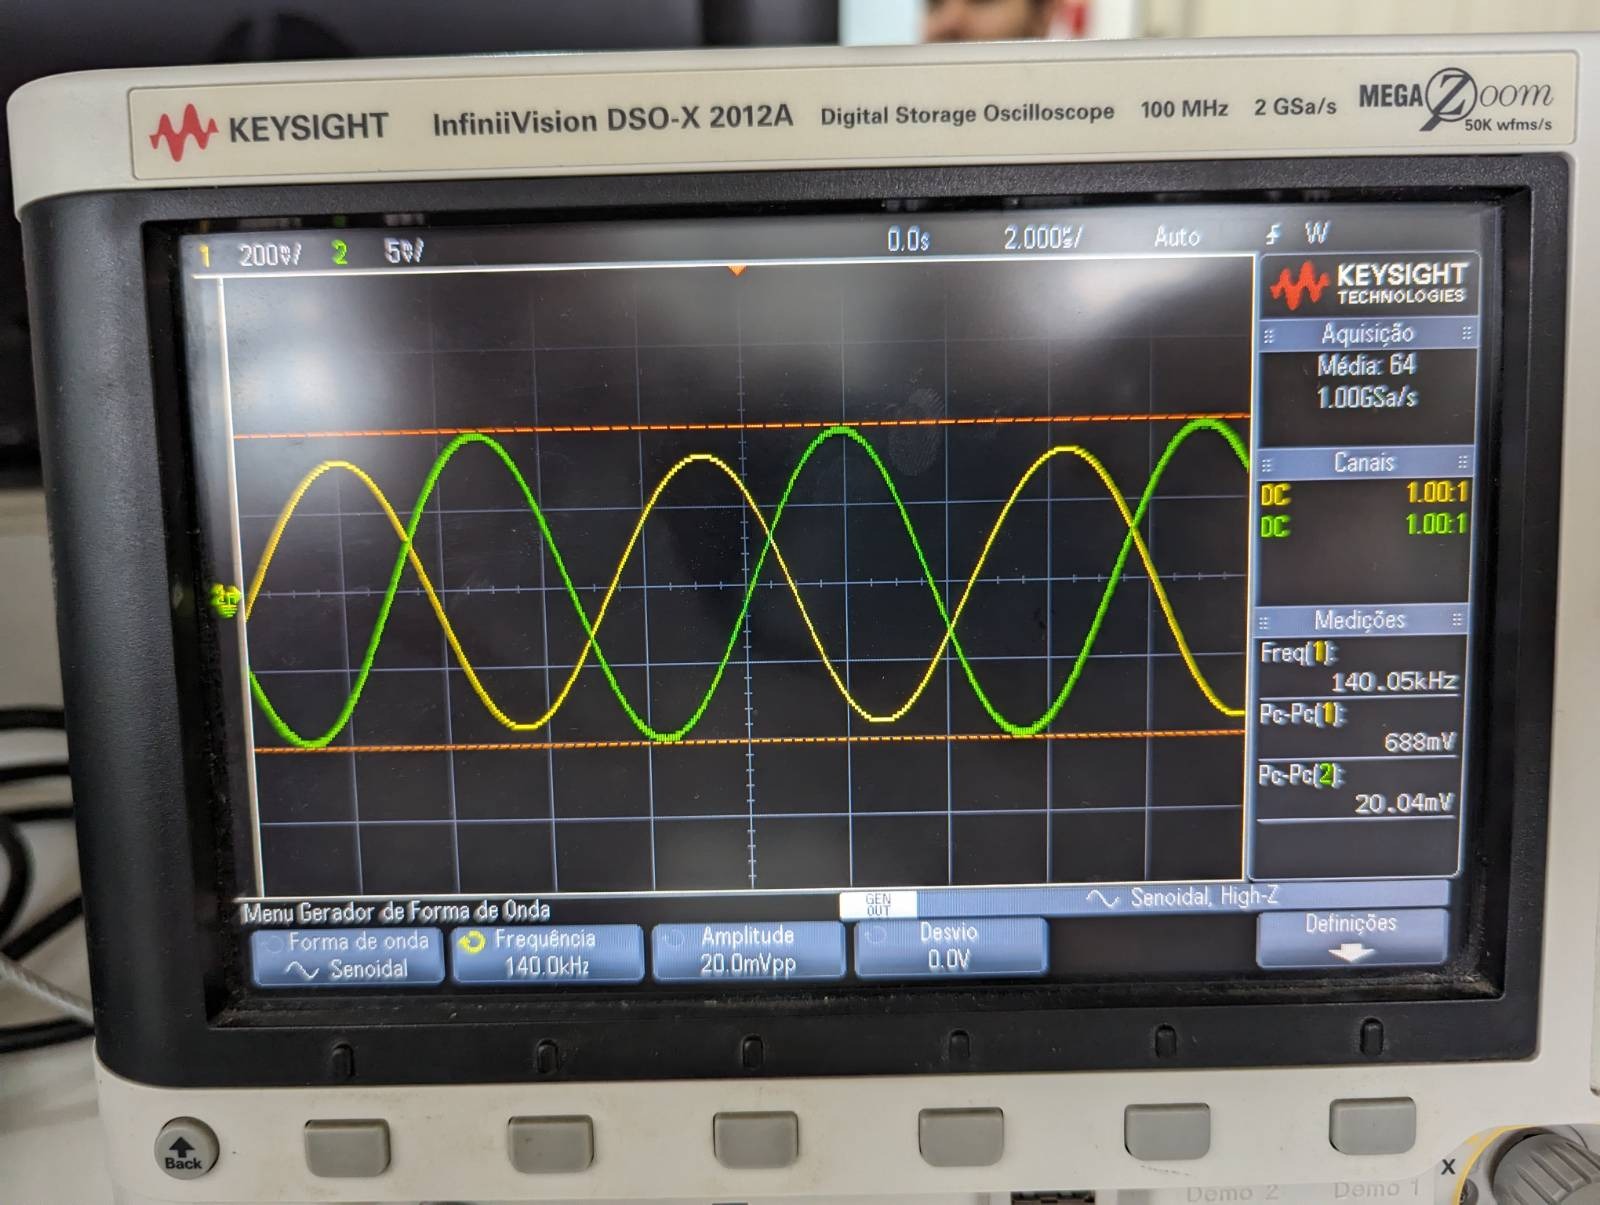 KEYSIGHT InfiniiVision DSO-X 2012A Digital Storage Oscilloscope 100 MHz 2 GSa/s MEGA Zoom
50K wfms/s
1 200mV/ 2 5mV/ 0.0s 2.000µs/ Auto W
KEYSIGHT
TECHNOLOGIES
Aquisição
Média: 64
1.00GSa/s
Canais
DC 1.00:1
DC 1.00:1
Medições
Freq(1):
140.05kHz
Pc-Pc(1):
688mV
Pc-Pc(2):
20.04mV
Menu Gerador de Forma de Onda
GEN
OUT
Senoidal, High-Z
Forma de onda
Senoidal
Frequência
140.0kHz
Amplitude
20.0mVpp
Desvio
0.0V
Definições
Back
X
Demo 2 Demo 1